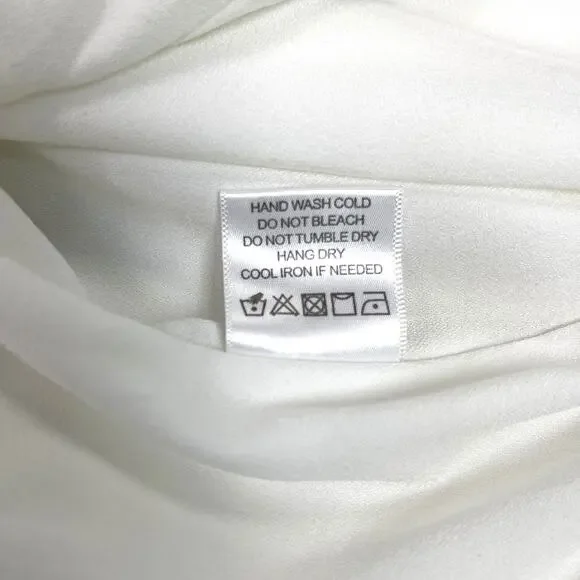 HAND WASH COLD
DO NOT BLEACH
DO NOT TUMBLE DRY
HANG DRY
COOL IRON IF NEEDED